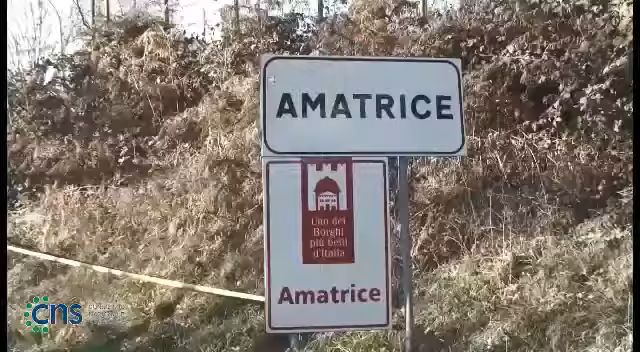 AMATRICE
Uno dei
Borghi
più belli
d'Italia
Amatrice
cns